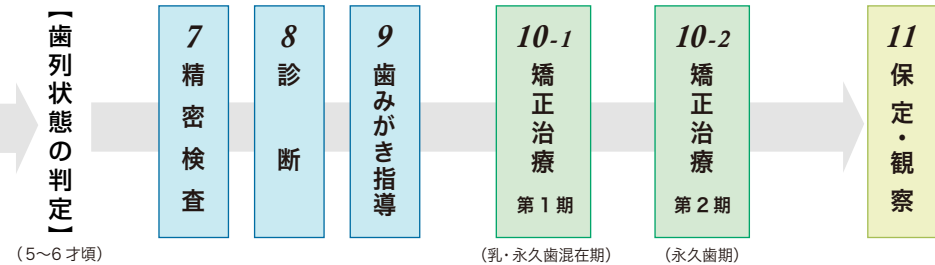 【歯列状態の判定】
（5〜6才頃）
7
精密検査
8
診断
9
歯みがき指導
10-1
矯正治療
第1期
（乳・永久歯混在期）
10-2
矯正治療
第2期
（永久歯期）
11
保定・観察